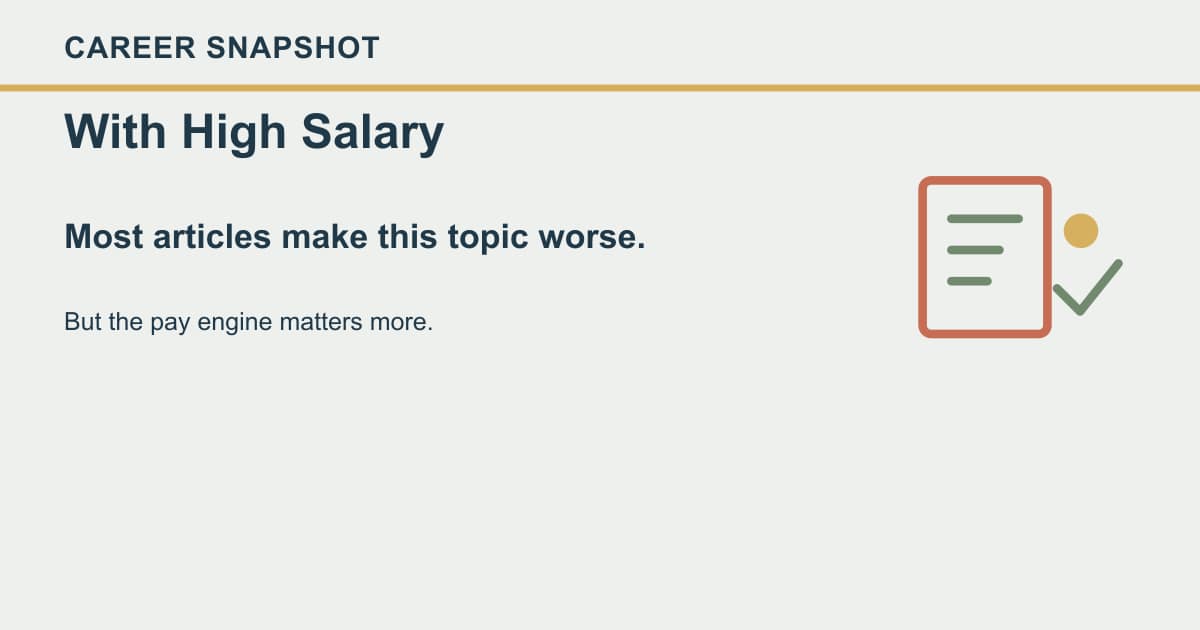 CAREER SNAPSHOT
With High Salary
Most articles make this topic worse.
But the pay engine matters more.